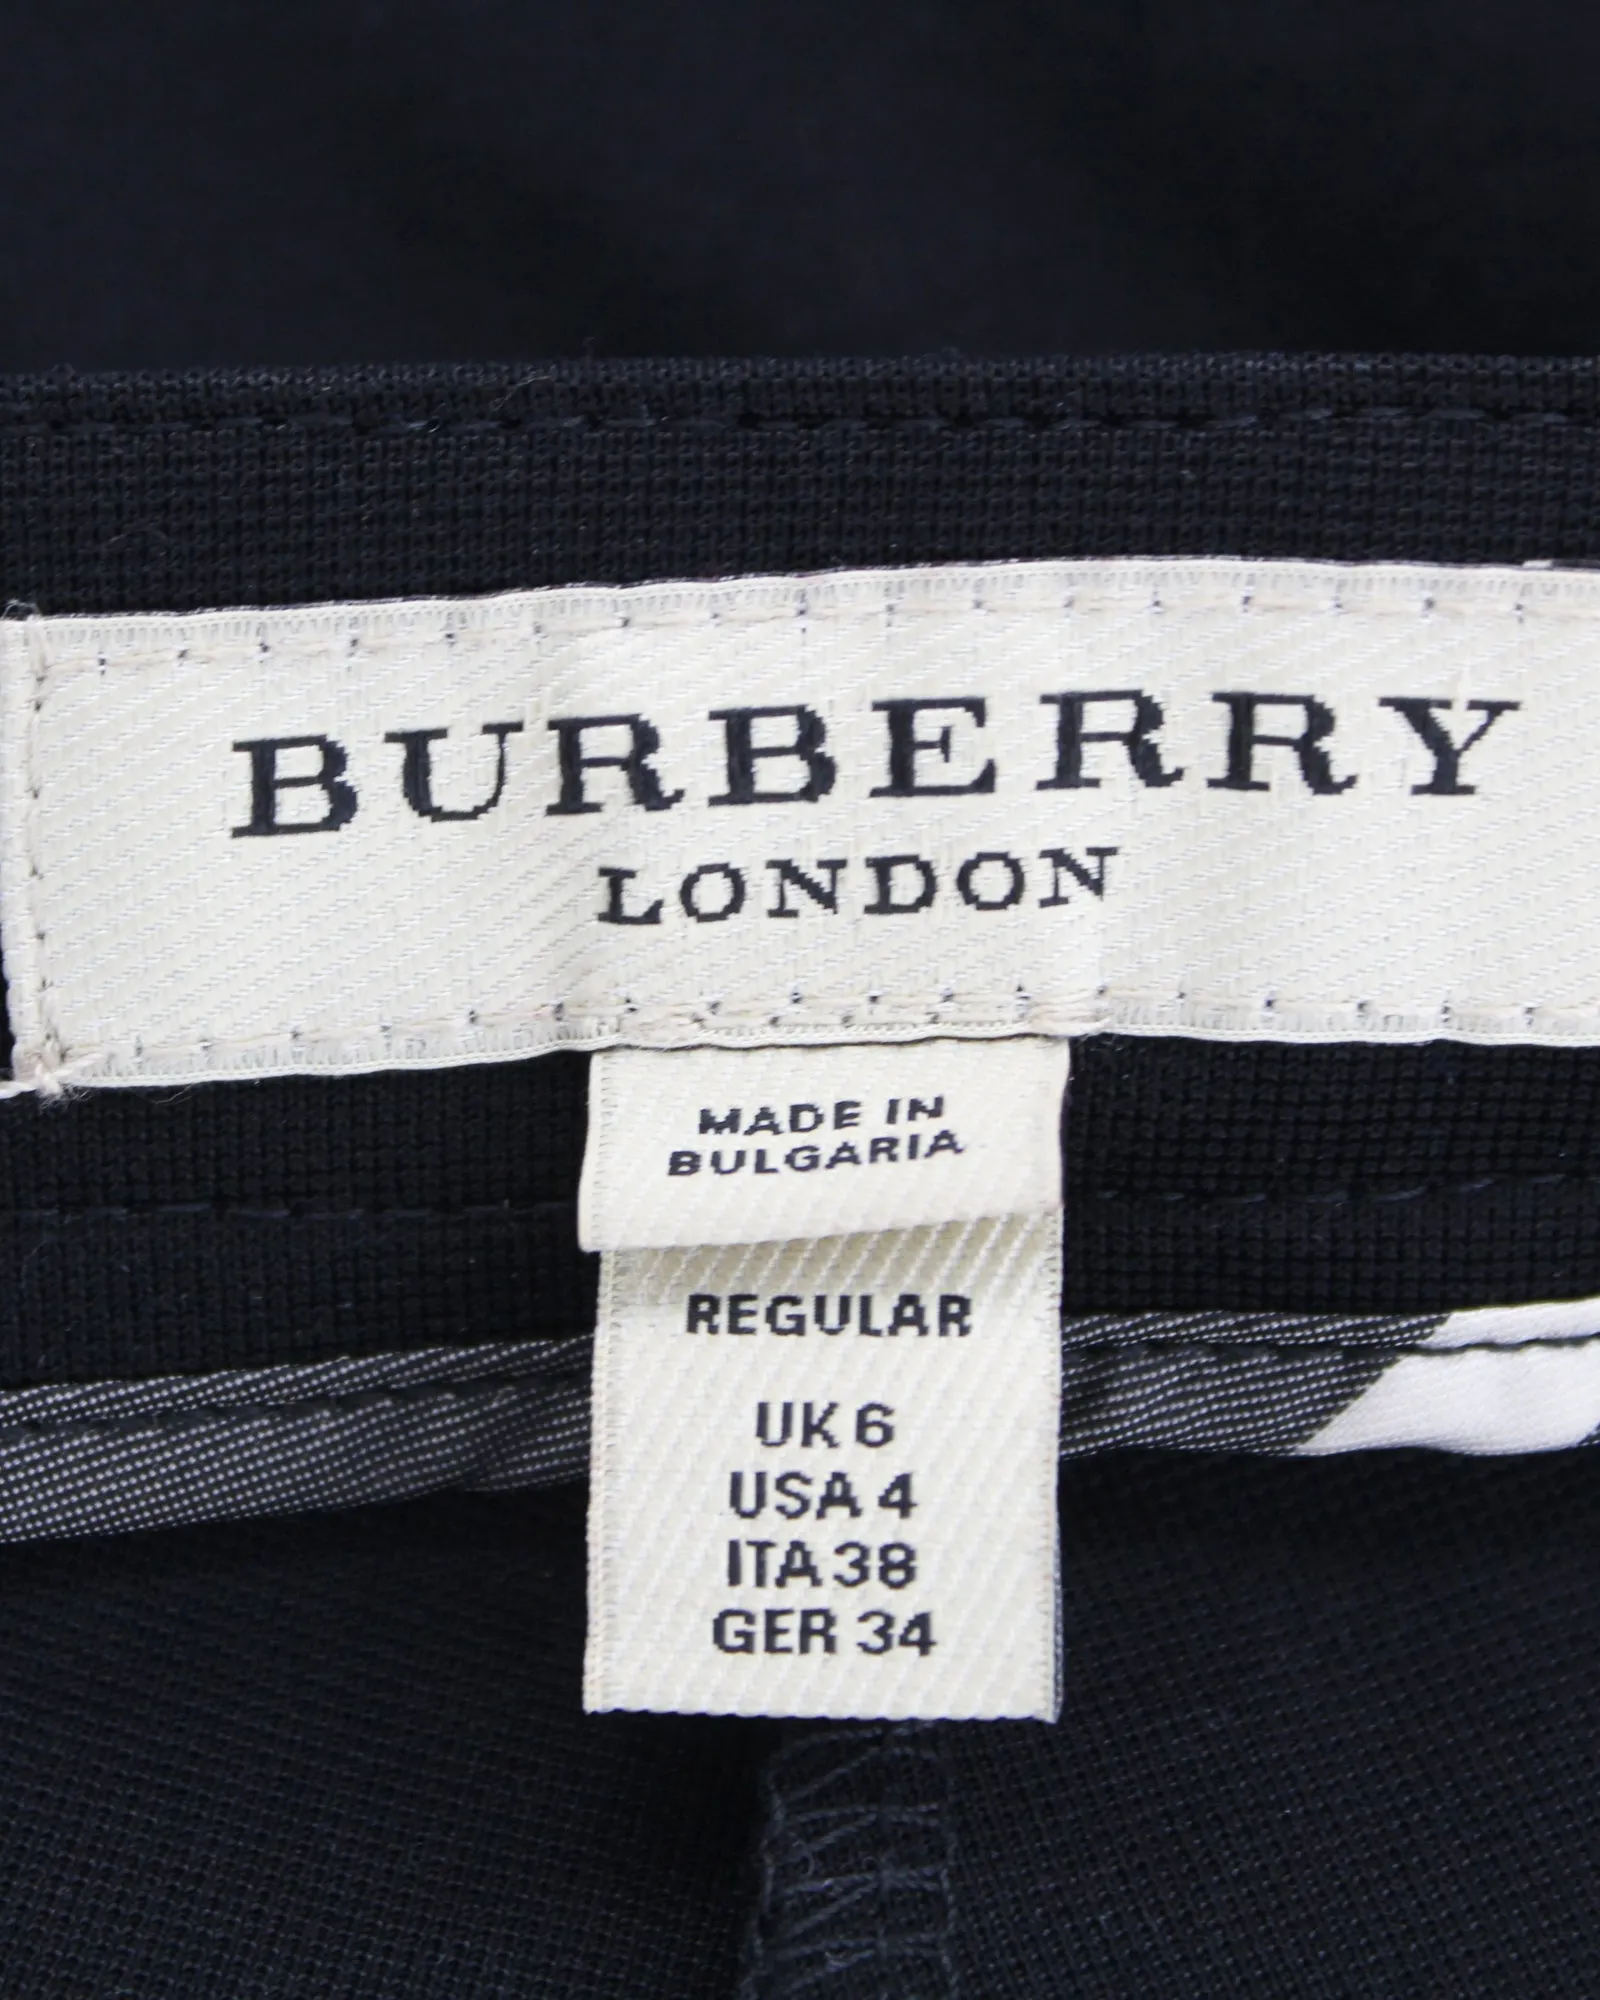 BURBERRY
LONDON
MADE IN
BULGARIA
REGULAR
UK 6
USA 4
ITA 38
GER 34